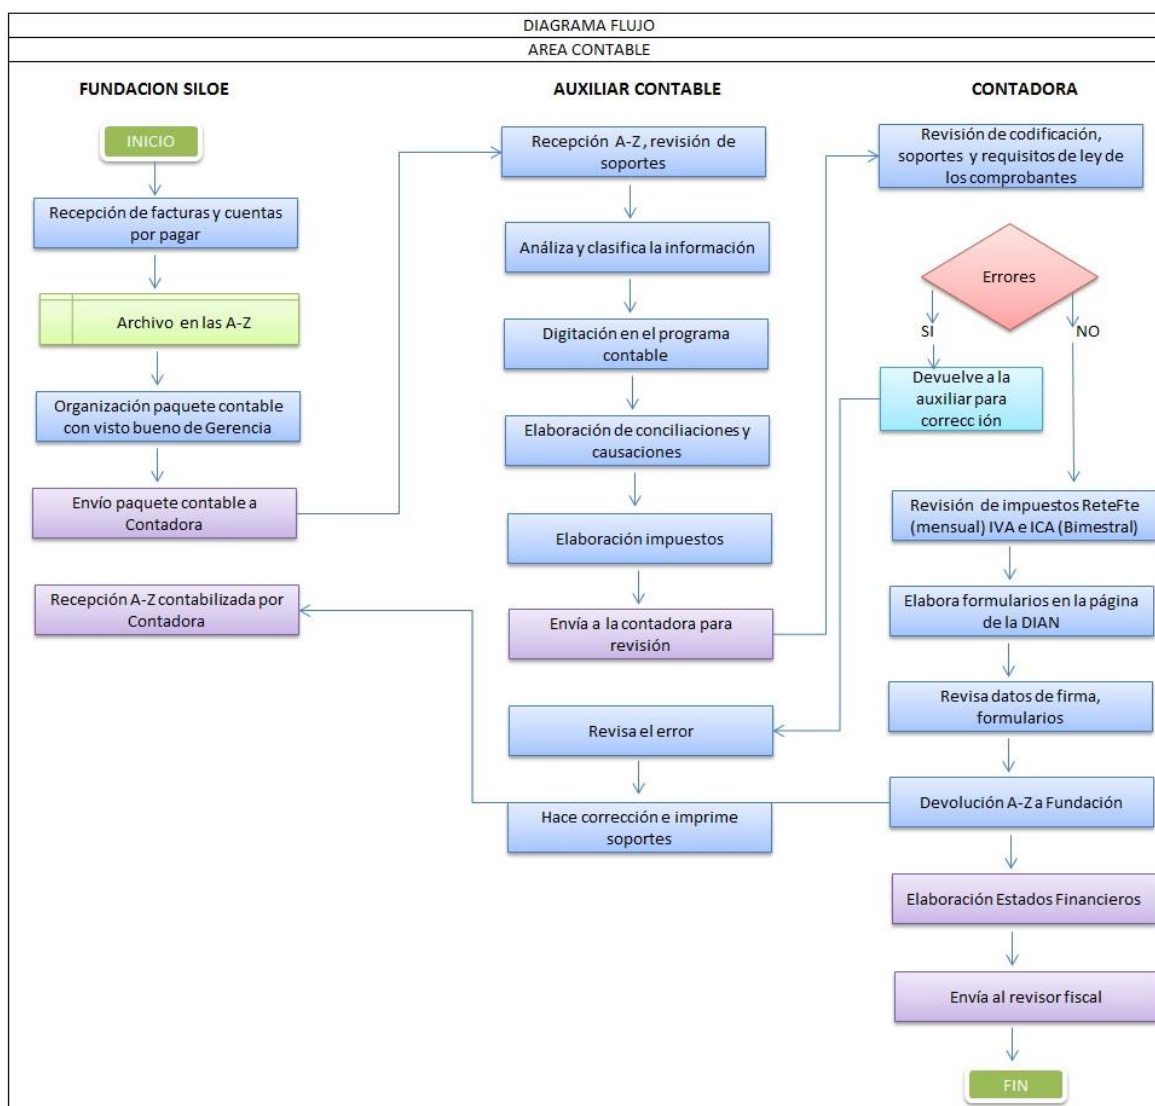 DIAGRAMA FLUJO
AREA CONTABLE
FUNDACION SILOE
INICIO
Recepción de facturas y cuentas
por pagar
Archivo en las A-Z
Organización paquete contable
con visto bueno de Gerencia
Envío paquete contable a
Contadora
Recepción A-Z contabilizada por
Contadora
AUXILIAR CONTABLE
Recepción A-Z, revisión de
soportes
Análiza y clasifica la información
Digitación en el programa
contable
Elaboración de conciliaciones y
causaciones
Elaboración impuestos
Envía a la contadora para
revisión
Revisa el error
Hace corrección e imprime
soportes
CONTADORA
Revisión de codificación,
soportes y requisitos de ley de
los comprobantes
Errores
SI
NO
Devuelve a la
auxiliar para
correcc ión
Revisión de impuestos ReteFte
(mensual) IVA e ICA (Bimestral)
Elabora formularios en la página
de la DIAN
Revisa datos de firma,
formularios
Devolución A-Z a Fundación
Elaboración Estados Financieros
Envía al revisor fiscal
FIN